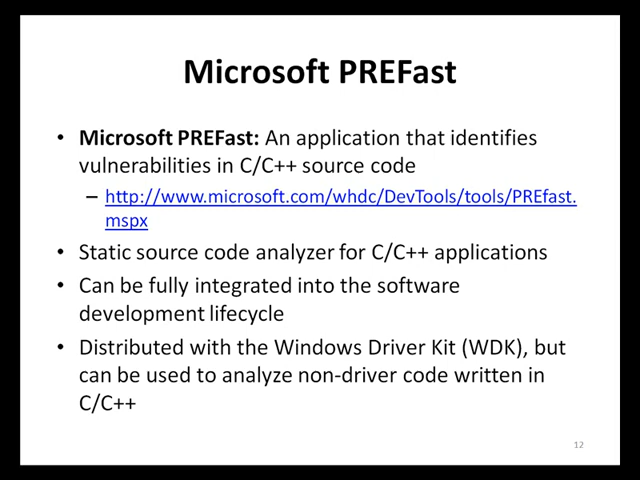 Microsoft PREFast
• Microsoft PREFast: An application that identifies
vulnerabilities in C/C++ source code
– http://www.microsoft.com/whdc/DevTools/tools/PREfast.
mspx
• Static source code analyzer for C/C++ applications
• Can be fully integrated into the software
development lifecycle
• Distributed with the Windows Driver Kit (WDK), but
can be used to analyze non-driver code written in
C/C++
12